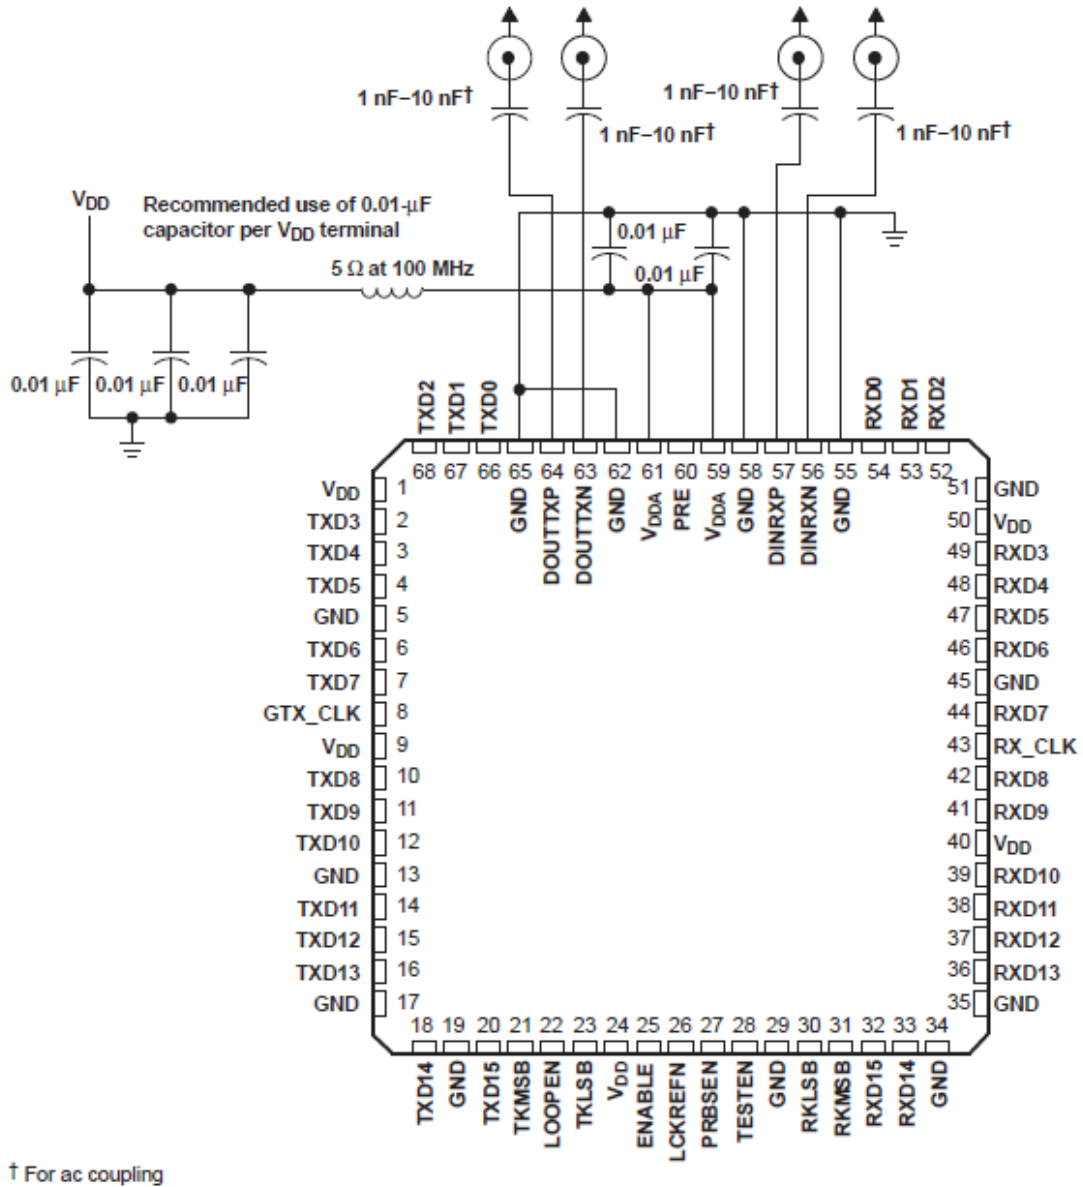 1 nF–10 nF†
1 nF–10 nF†
1 nF–10 nF†
1 nF–10 nF†
VDD
Recommended use of 0.01-μF
capacitor per VDD terminal
0.01 μF
0.01 μF
5 Ω at 100 MHz
0.01 μF
0.01 μF
0.01 μF
TXD2
TXD1
TXD0
RXD0
RXD1
RXD2
68 67 66 65 64 63 62 61 60 59 58 57 56 55 54 53 52
GND
DOUTTXP
DOUTTXN
GND
VDDA
PRE
VDDA
GND
DINRXP
DINRXN
GND
VDD 1
TXD3 2
TXD4 3
TXD5 4
GND 5
TXD6 6
TXD7 7
GTX_CLK 8
VDD 9
TXD8 10
TXD9 11
TXD10 12
GND 13
TXD11 14
TXD12 15
TXD13 16
GND 17
51 GND
50 VDD
49 RXD3
48 RXD4
47 RXD5
46 RXD6
45 GND
44 RXD7
43 RX_CLK
42 RXD8
41 RXD9
40 VDD
39 RXD10
38 RXD11
37 RXD12
36 RXD13
35 GND
18 19 20 21 22 23 24 25 26 27 28 29 30 31 32 33 34
TXD14
GND
TXD15
TKMSB
LOOPEN
TKLSB
VDD
ENABLE
LCKREFN
PRBSEN
TESTEN
GND
RKLSB
RKMSB
RXD15
RXD14
GND
† For ac coupling